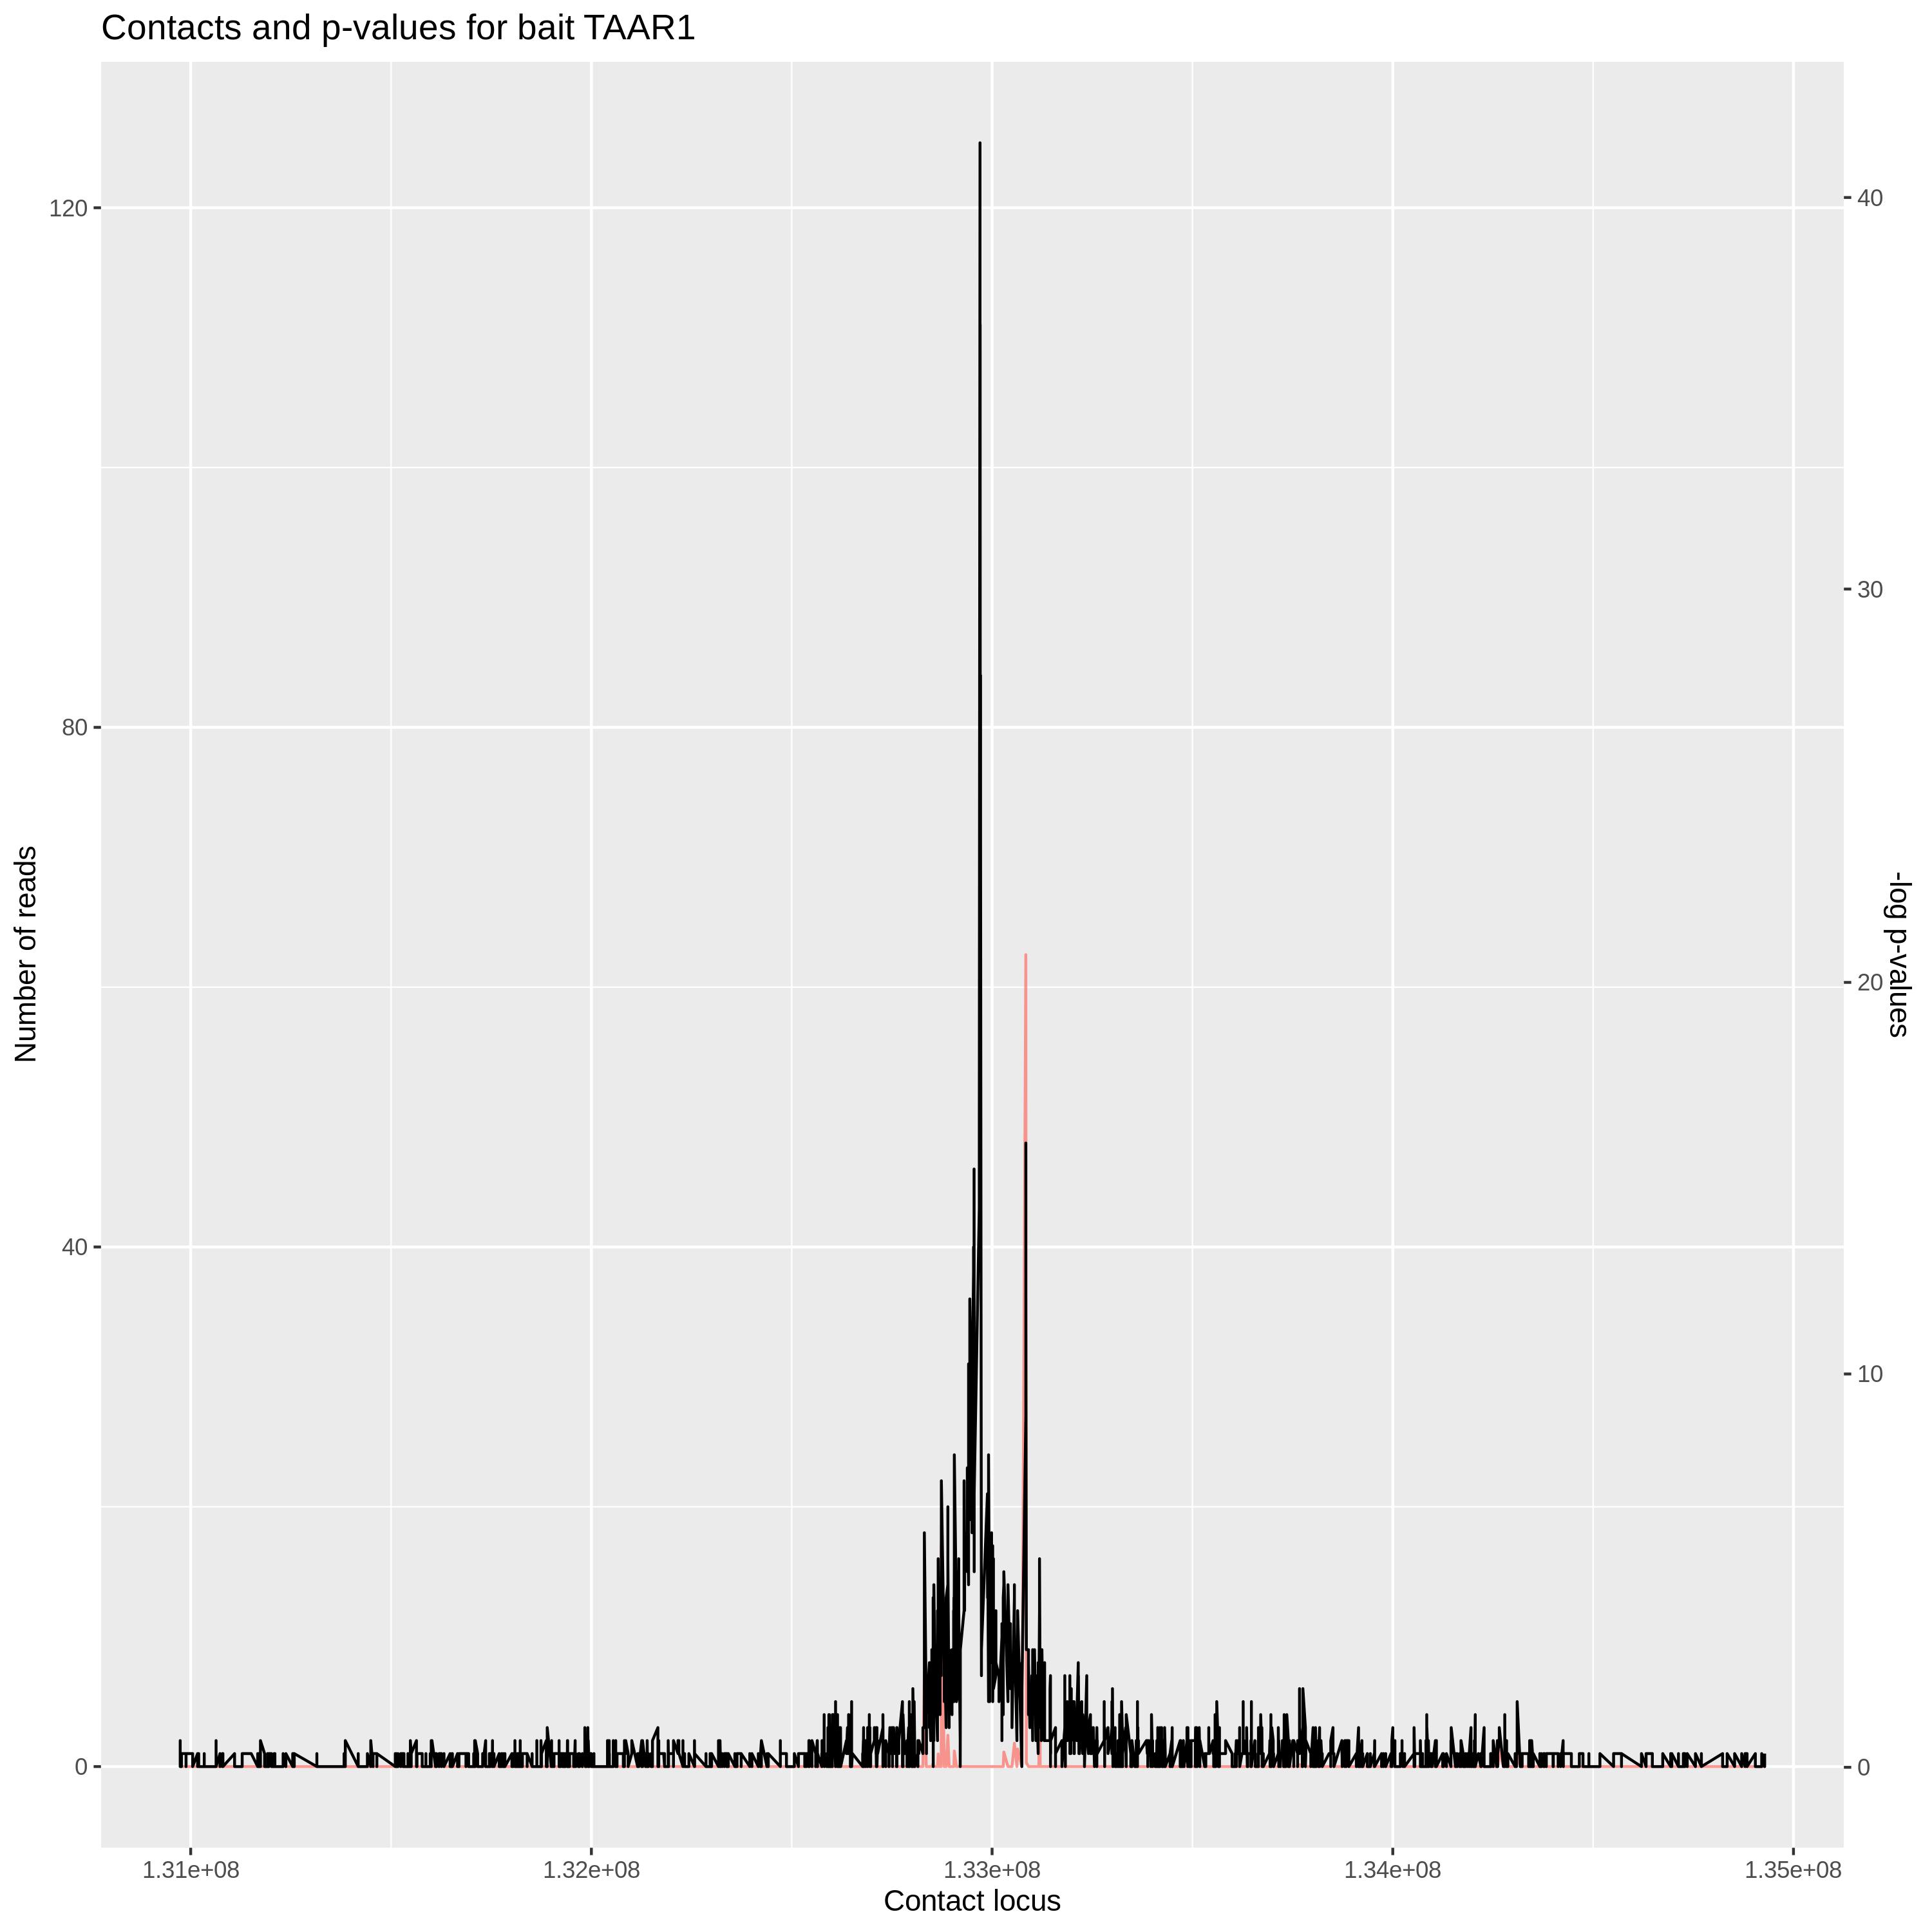 Contacts and p-values for bait TAAR1
120
80
40
0
Number of reads
40
30
20
10
0
-log p-values
1.31e+08
1.32e+08
1.33e+08
1.34e+08
1.35e+08
Contact locus